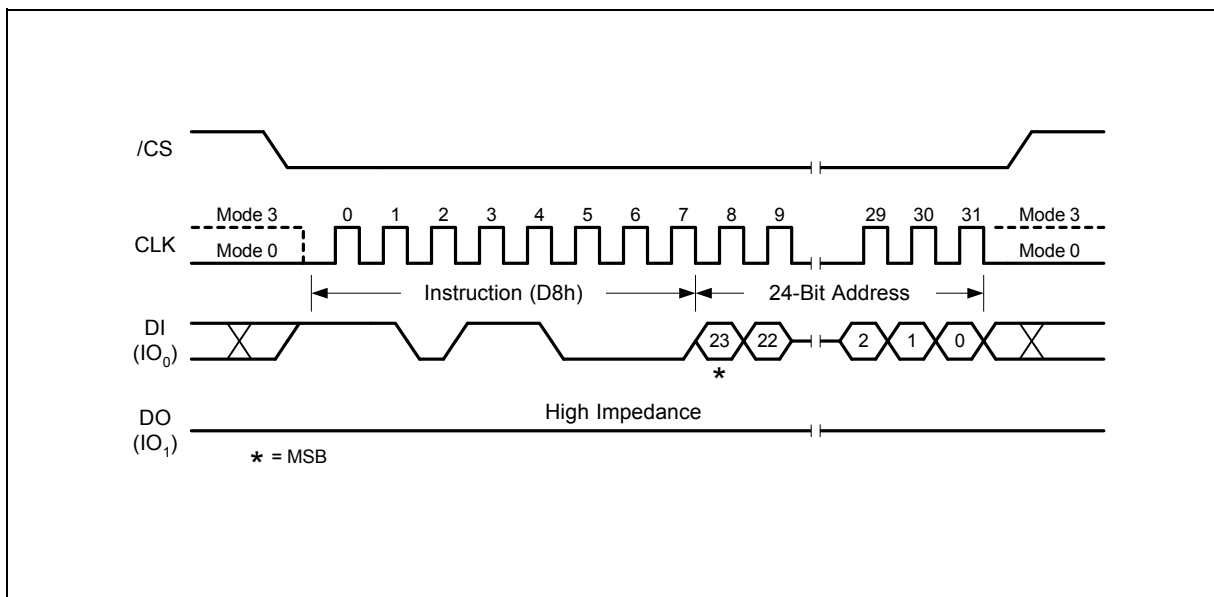 /CS
Mode 3 0 1 2 3 4 5 6 7 8 9 29 30 31 Mode 3
CLK Mode 0 Mode 0
Instruction (D8h) 24-Bit Address
DI
(IO₀) 23 22 2 1 0
*
DO High Impedance
(IO₁)
* = MSB